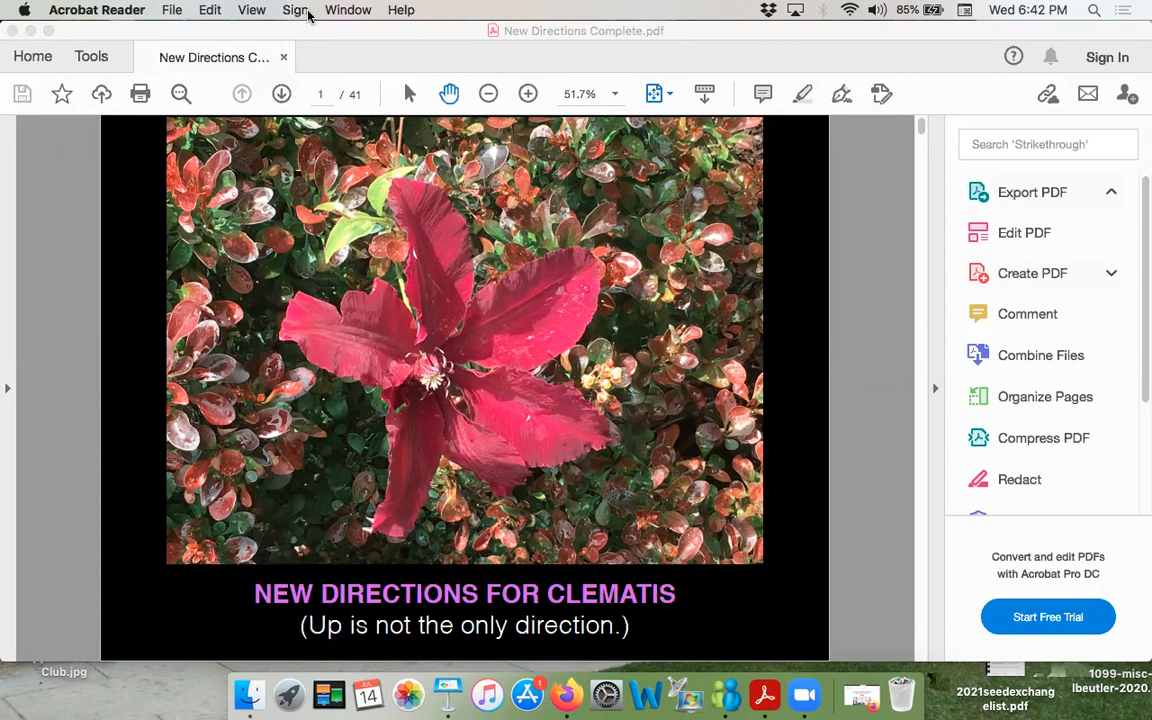 Acrobat Reader File Edit View Sign Window Help 85% Wed 6:42 PM
New Directions Complete.pdf
Home Tools New Directions C... × Sign In
1 / 41 51.7%
Search 'Strikethrough'
Export PDF
Edit PDF
Create PDF
Comment
Combine Files
Organize Pages
Compress PDF
Redact
Convert and edit PDFs
with Acrobat Pro DC
Start Free Trial
NEW DIRECTIONS FOR CLEMATIS
(Up is not the only direction.)
Club.jpg
1099-misc-
lbeutler-2020.
2021seedexchang
elist.pdf
APR
14
1